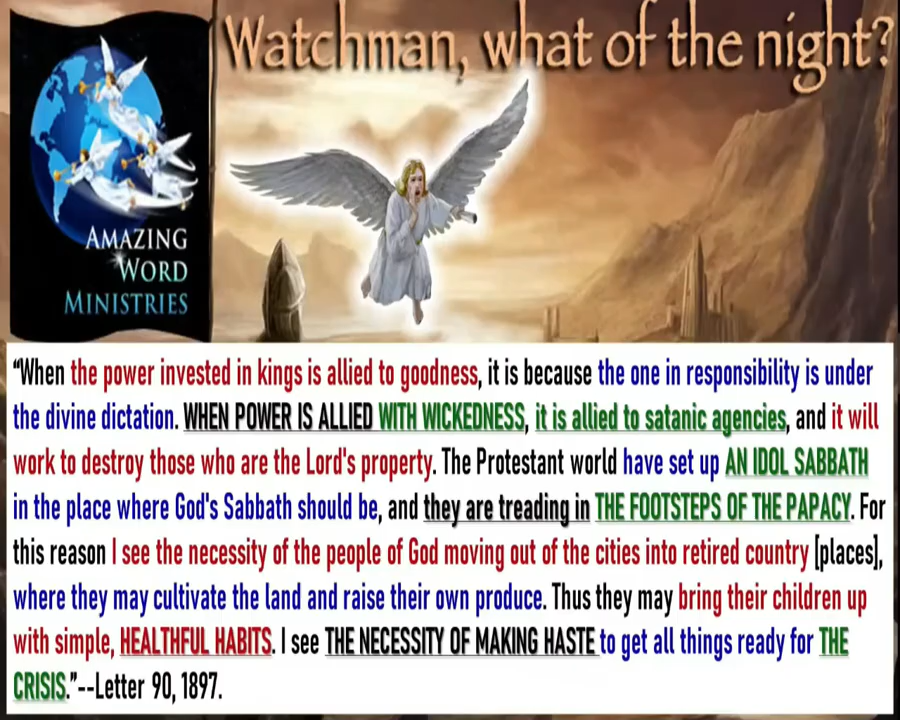 Watchman, what of the night?
AMAZING
WORD
MINISTRIES
“When the power invested in kings is allied to goodness, it is because the one in responsibility is under
the divine dictation. WHEN POWER IS ALLIED WITH WICKEDNESS, it is allied to satanic agencies, and it will
work to destroy those who are the Lord's property. The Protestant world have set up AN IDOL SABBATH
in the place where God's Sabbath should be, and they are treading in THE FOOTSTEPS OF THE PAPACY. For
this reason I see the necessity of the people of God moving out of the cities into retired country [places],
where they may cultivate the land and raise their own produce. Thus they may bring their children up
with simple, HEALTHFUL HABITS. I see THE NECESSITY OF MAKING HASTE to get all things ready for THE
CRISIS.”--Letter 90, 1897.